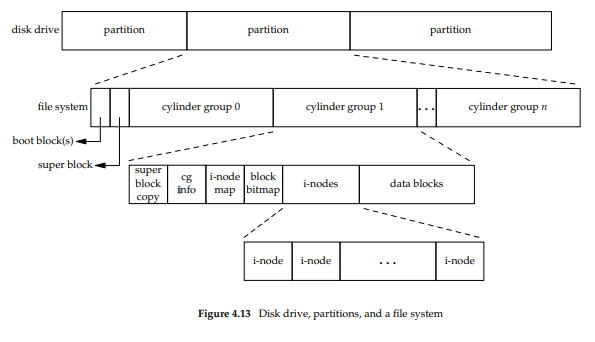 disk drive
partition
partition
partition
file system
cylinder group 0
cylinder group 1
...
cylinder group n
boot block(s)
super block
super
block
copy
cg
info
i-node
map
block
bitmap
i-nodes
data blocks
i-node
i-node
...
i-node
Figure 4.13 Disk drive, partitions, and a file system